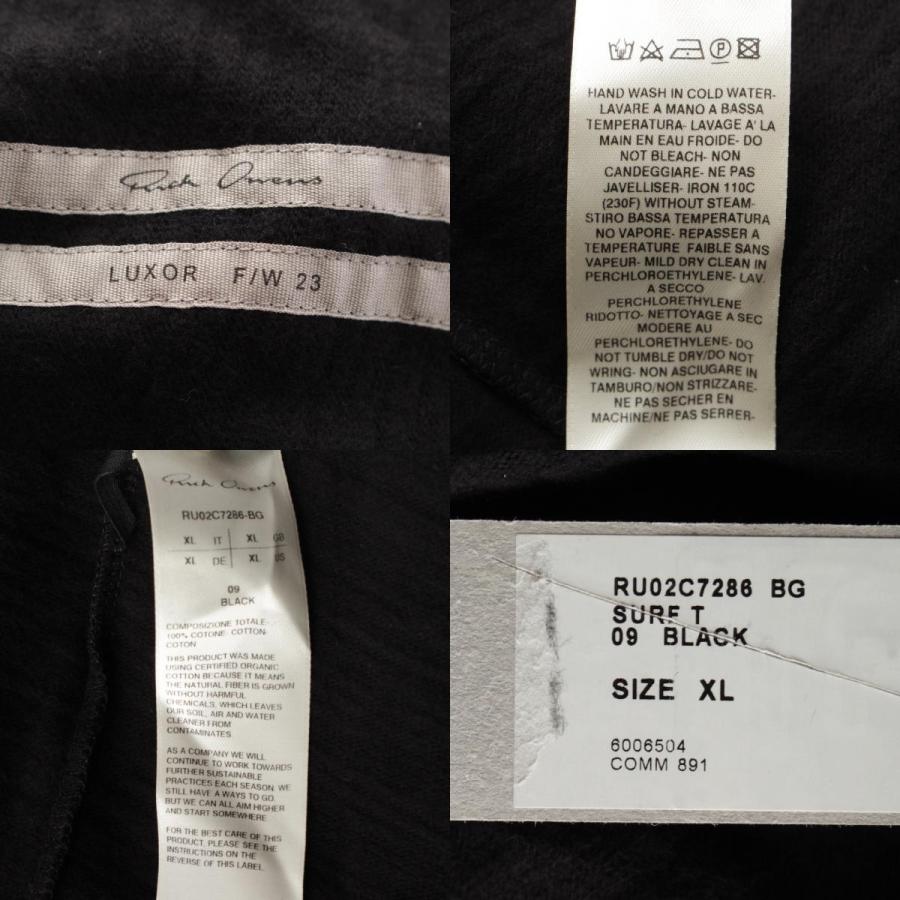 Rick Owens
LUXOR F/W 23
HAND WASH IN COLD WATER-
LAVARE A MANO A BASSA
TEMPERATURA- LAVAGE A' LA
MAIN EN EAU FROIDE- DO
NOT BLEACH- NON
CANDEGGIARE- NE PAS
JAVELLISER- IRON 110C
(230F) WITHOUT STEAM-
STIRO BASSA TEMPERATURA
NO VAPORE- REPASSER A
TEMPERATURE FAIBLE SANS
VAPEUR- MILD DRY CLEAN IN
PERCHLOROETHYLENE- LAV.
A SECCO
PERCHLORETHYLENE
RIDOTTO- NETTOYAGE A SEC
MODERE AU
PERCHLOROETHYLENE- DO
NOT TUMBLE DRY/DO NOT
WRING- NON ASCIUGARE IN
TAMBURO/NON STRIZZARE-
NE PAS SECHER EN
MACHINE/NE PAS SERRER-
Rick Owens
RU02C7286-BG
XL IT XL GB
XL DE XL US
09
BLACK
COMPOSIZIONE TOTALE-
100% COTONE- COTTON-
COTON
THIS PRODUCT WAS MADE
USING CERTIFIED ORGANIC
COTTON BECAUSE IT MEANS
THE NATURAL FIBER IS GROWN
WITHOUT HARMFUL
CHEMICALS, WHICH LEAVES
OUR SOIL, AIR AND WATER
CLEANER FROM
CONTAMINATES.
AS A COMPANY WE WILL
CONTINUE TO WORK TOWARDS
FURTHER SUSTAINABLE
PRACTICES EACH SEASON. WE
STILL HAVE A WAYS TO GO.
BUT WE CAN ALL AIM HIGHER
AND START SOMEWHERE.
FOR THE BEST CARE OF THIS
PRODUCT, PLEASE SEE THE
INSTRUCTIONS ON THE
REVERSE OF THIS LABEL.
RU02C7286 BG
SURF T
09 BLACK
SIZE XL
6006504
COMM 891